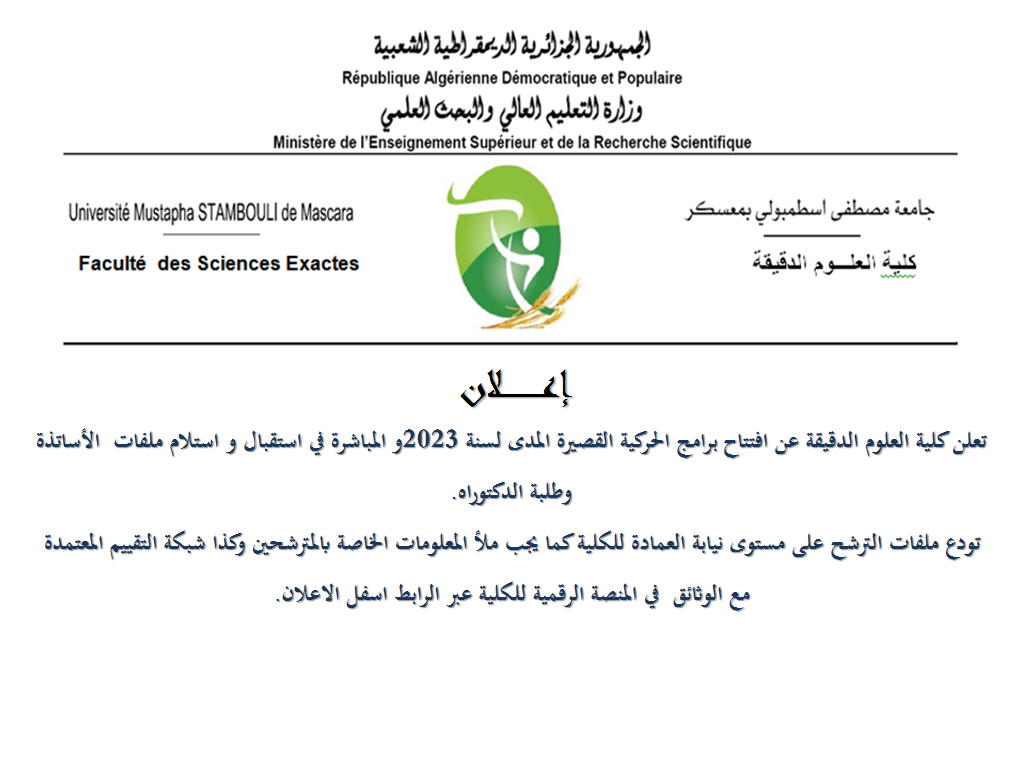 الجمهورية الجزائرية الديمقراطية الشعبية
République Algérienne Démocratique et Populaire
وزارة التعليم العالي والبحث العلمي
Ministère de l'Enseignement Supérieur et de la Recherche Scientifique
جامعة مصطفى اسطمبولي بمعسكر
Université Mustapha STAMBOULI de Mascara
كلية العلـــوم الدقيقة
Faculté des Sciences Exactes
إعـــــلان
تعلن كلية العلوم الدقيقة عن افتتاح برامج الحركية القصيرة المدى لسنة 2023و المباشرة في استقبال و استلام ملفات الأساتذة
وطلبة الدكتوراه.
تودع ملفات الترشح على مستوى نيابة العمادة للكلية كما يجب ملأ المعلومات الخاصة بالمترشحين وكذا شبكة التقييم المعتمدة
مع الوثائق في المنصة الرقمية للكلية عبر الرابط اسفل الاعلان.